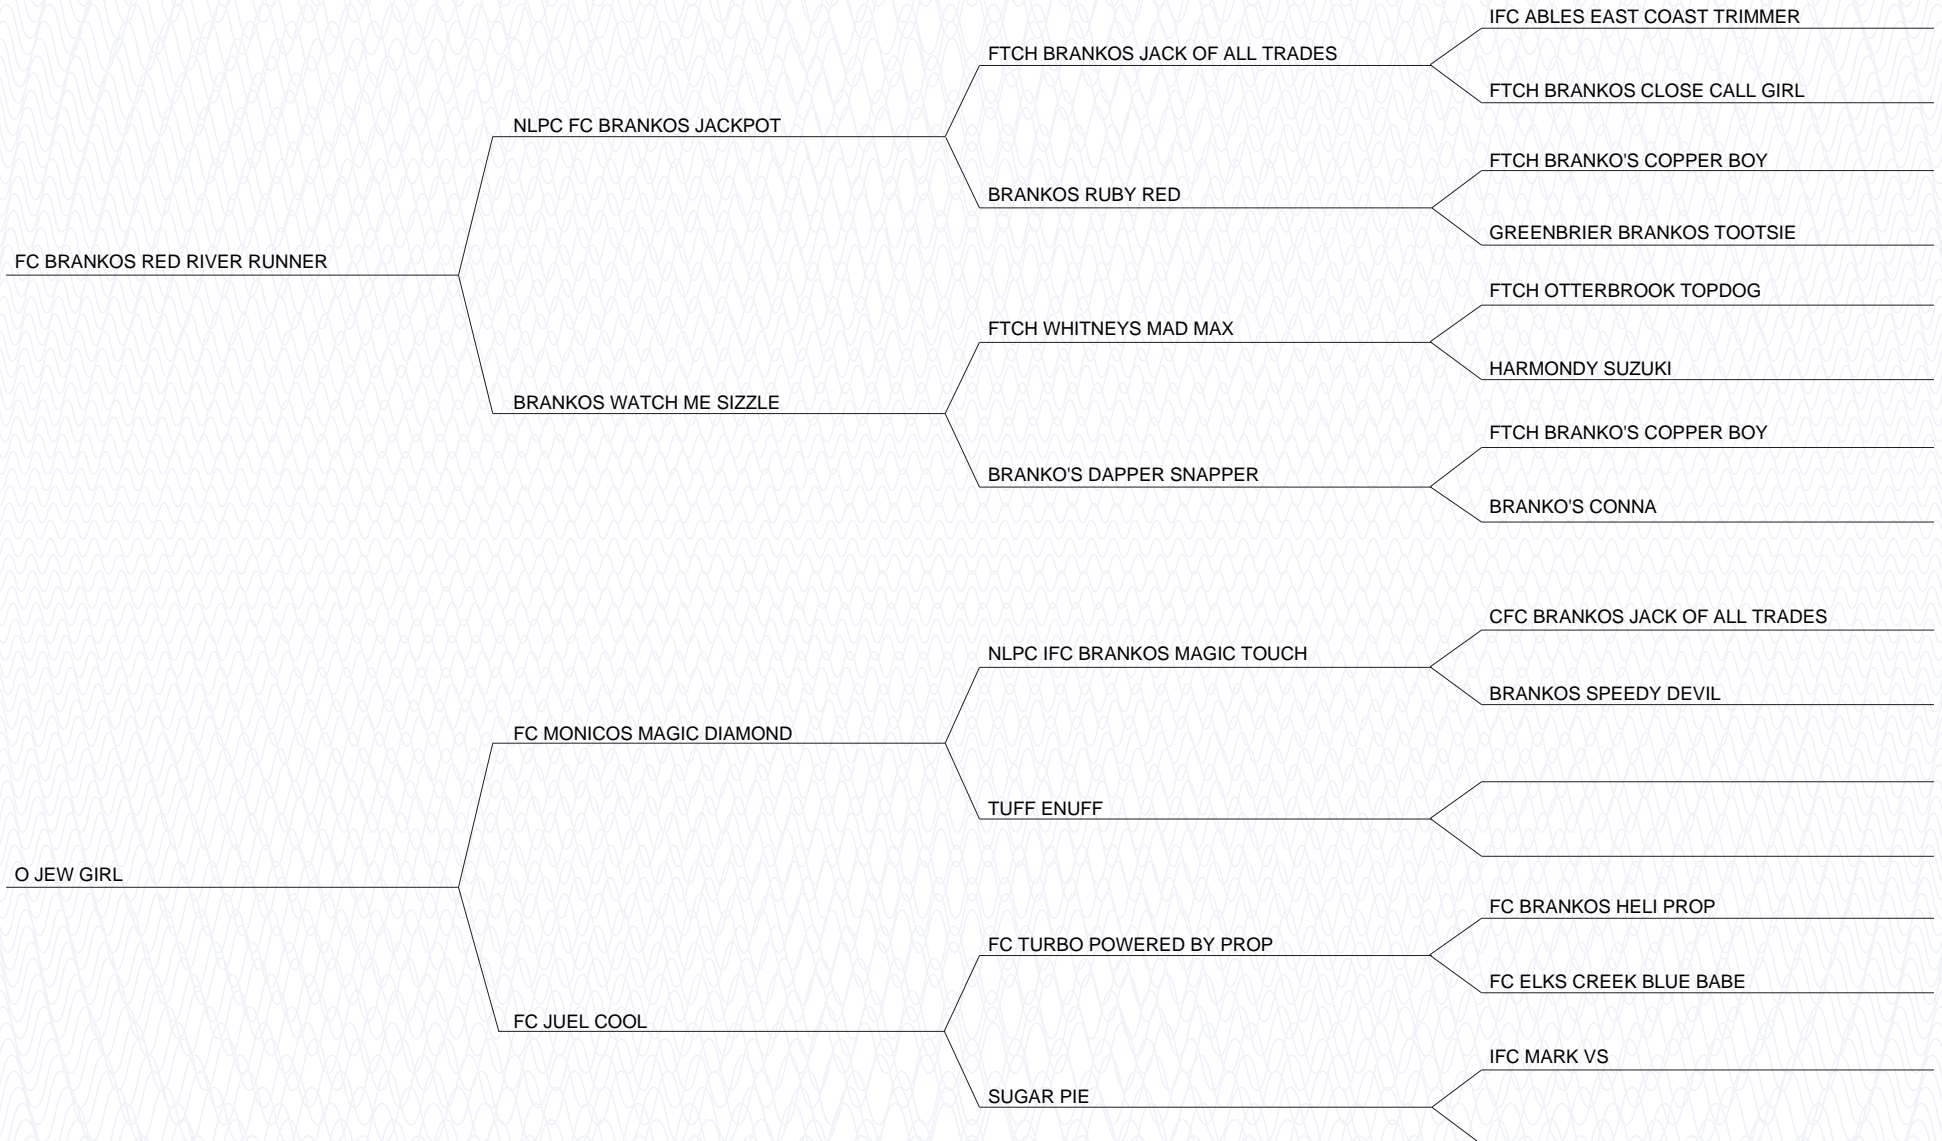 IFC ABLES EAST COAST TRIMMER
FTCH BRANKOS JACK OF ALL TRADES
FTCH BRANKOS CLOSE CALL GIRL
NLPC FC BRANKOS JACKPOT
FTCH BRANKO'S COPPER BOY
BRANKOS RUBY RED
GREENBRIER BRANKOS TOOTSIE
FC BRANKOS RED RIVER RUNNER
FTCH OTTERBROOK TOPDOG
FTCH WHITNEYS MAD MAX
HARMONDY SUZUKI
BRANKOS WATCH ME SIZZLE
FTCH BRANKO'S COPPER BOY
BRANKO'S DAPPER SNAPPER
BRANKO'S CONNA
CFC BRANKOS JACK OF ALL TRADES
NLPC IFC BRANKOS MAGIC TOUCH
BRANKOS SPEEDY DEVIL
FC MONICOS MAGIC DIAMOND
TUFF ENUFF
O JEW GIRL
FC BRANKOS HELI PROP
FC TURBO POWERED BY PROP
FC ELKS CREEK BLUE BABE
FC JUEL COOL
IFC MARK VS
SUGAR PIE